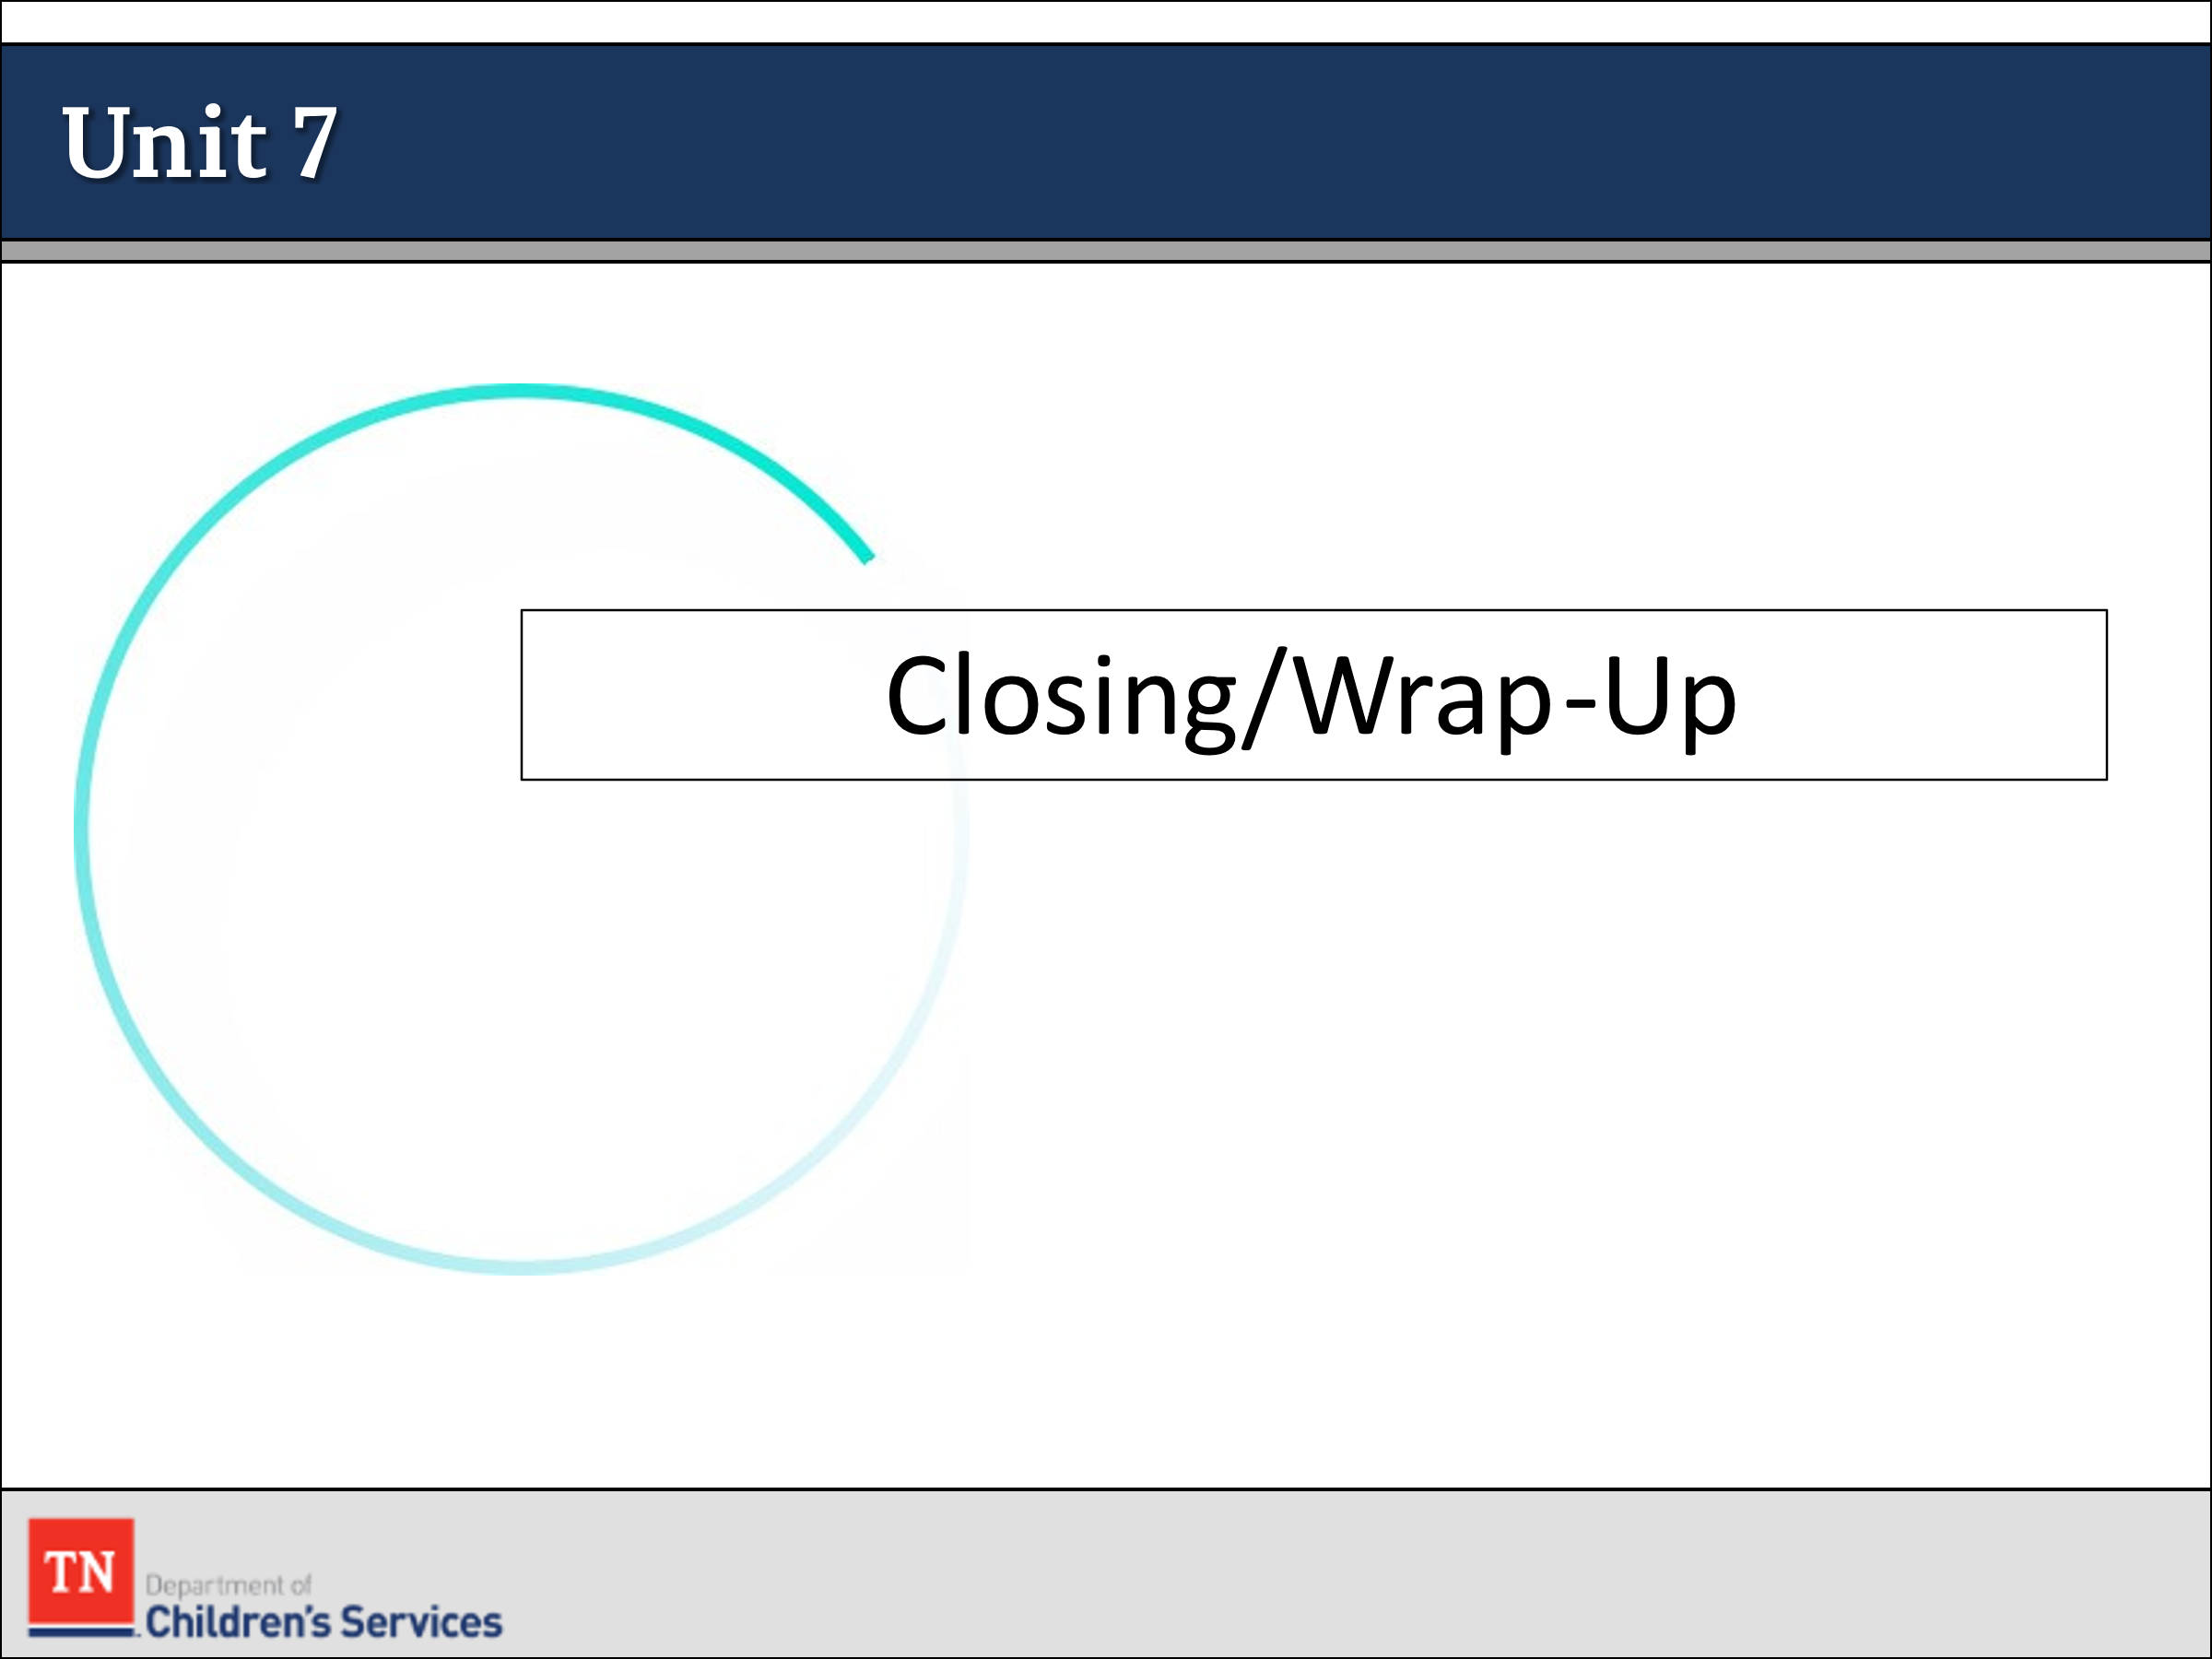 Unit 7
Closing/Wrap-Up
TN
Department of
Children's Services